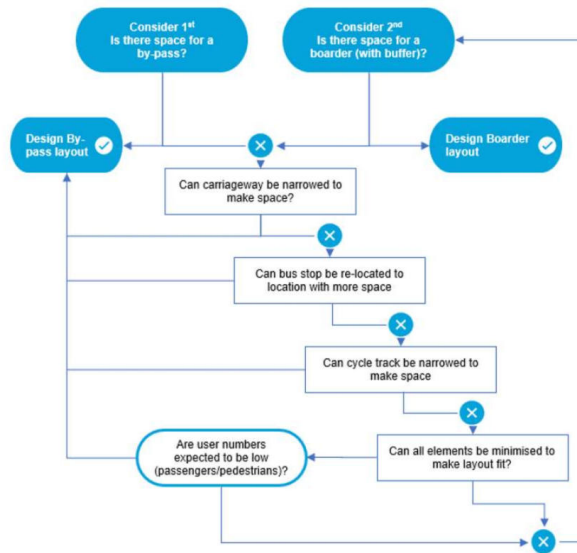 Consider 1st
Is there space for a
by-pass?
Consider 2nd
Is there space for a
boarder (with buffer)?
Design By-
pass layout
Design Boarder
layout
Can carriageway be narrowed to
make space?
Can bus stop be re-located to
location with more space
Can cycle track be narrowed to
make space
Are user numbers
expected to be low
(passengers/pedestrians)?
Can all elements be minimised to
make layout fit?